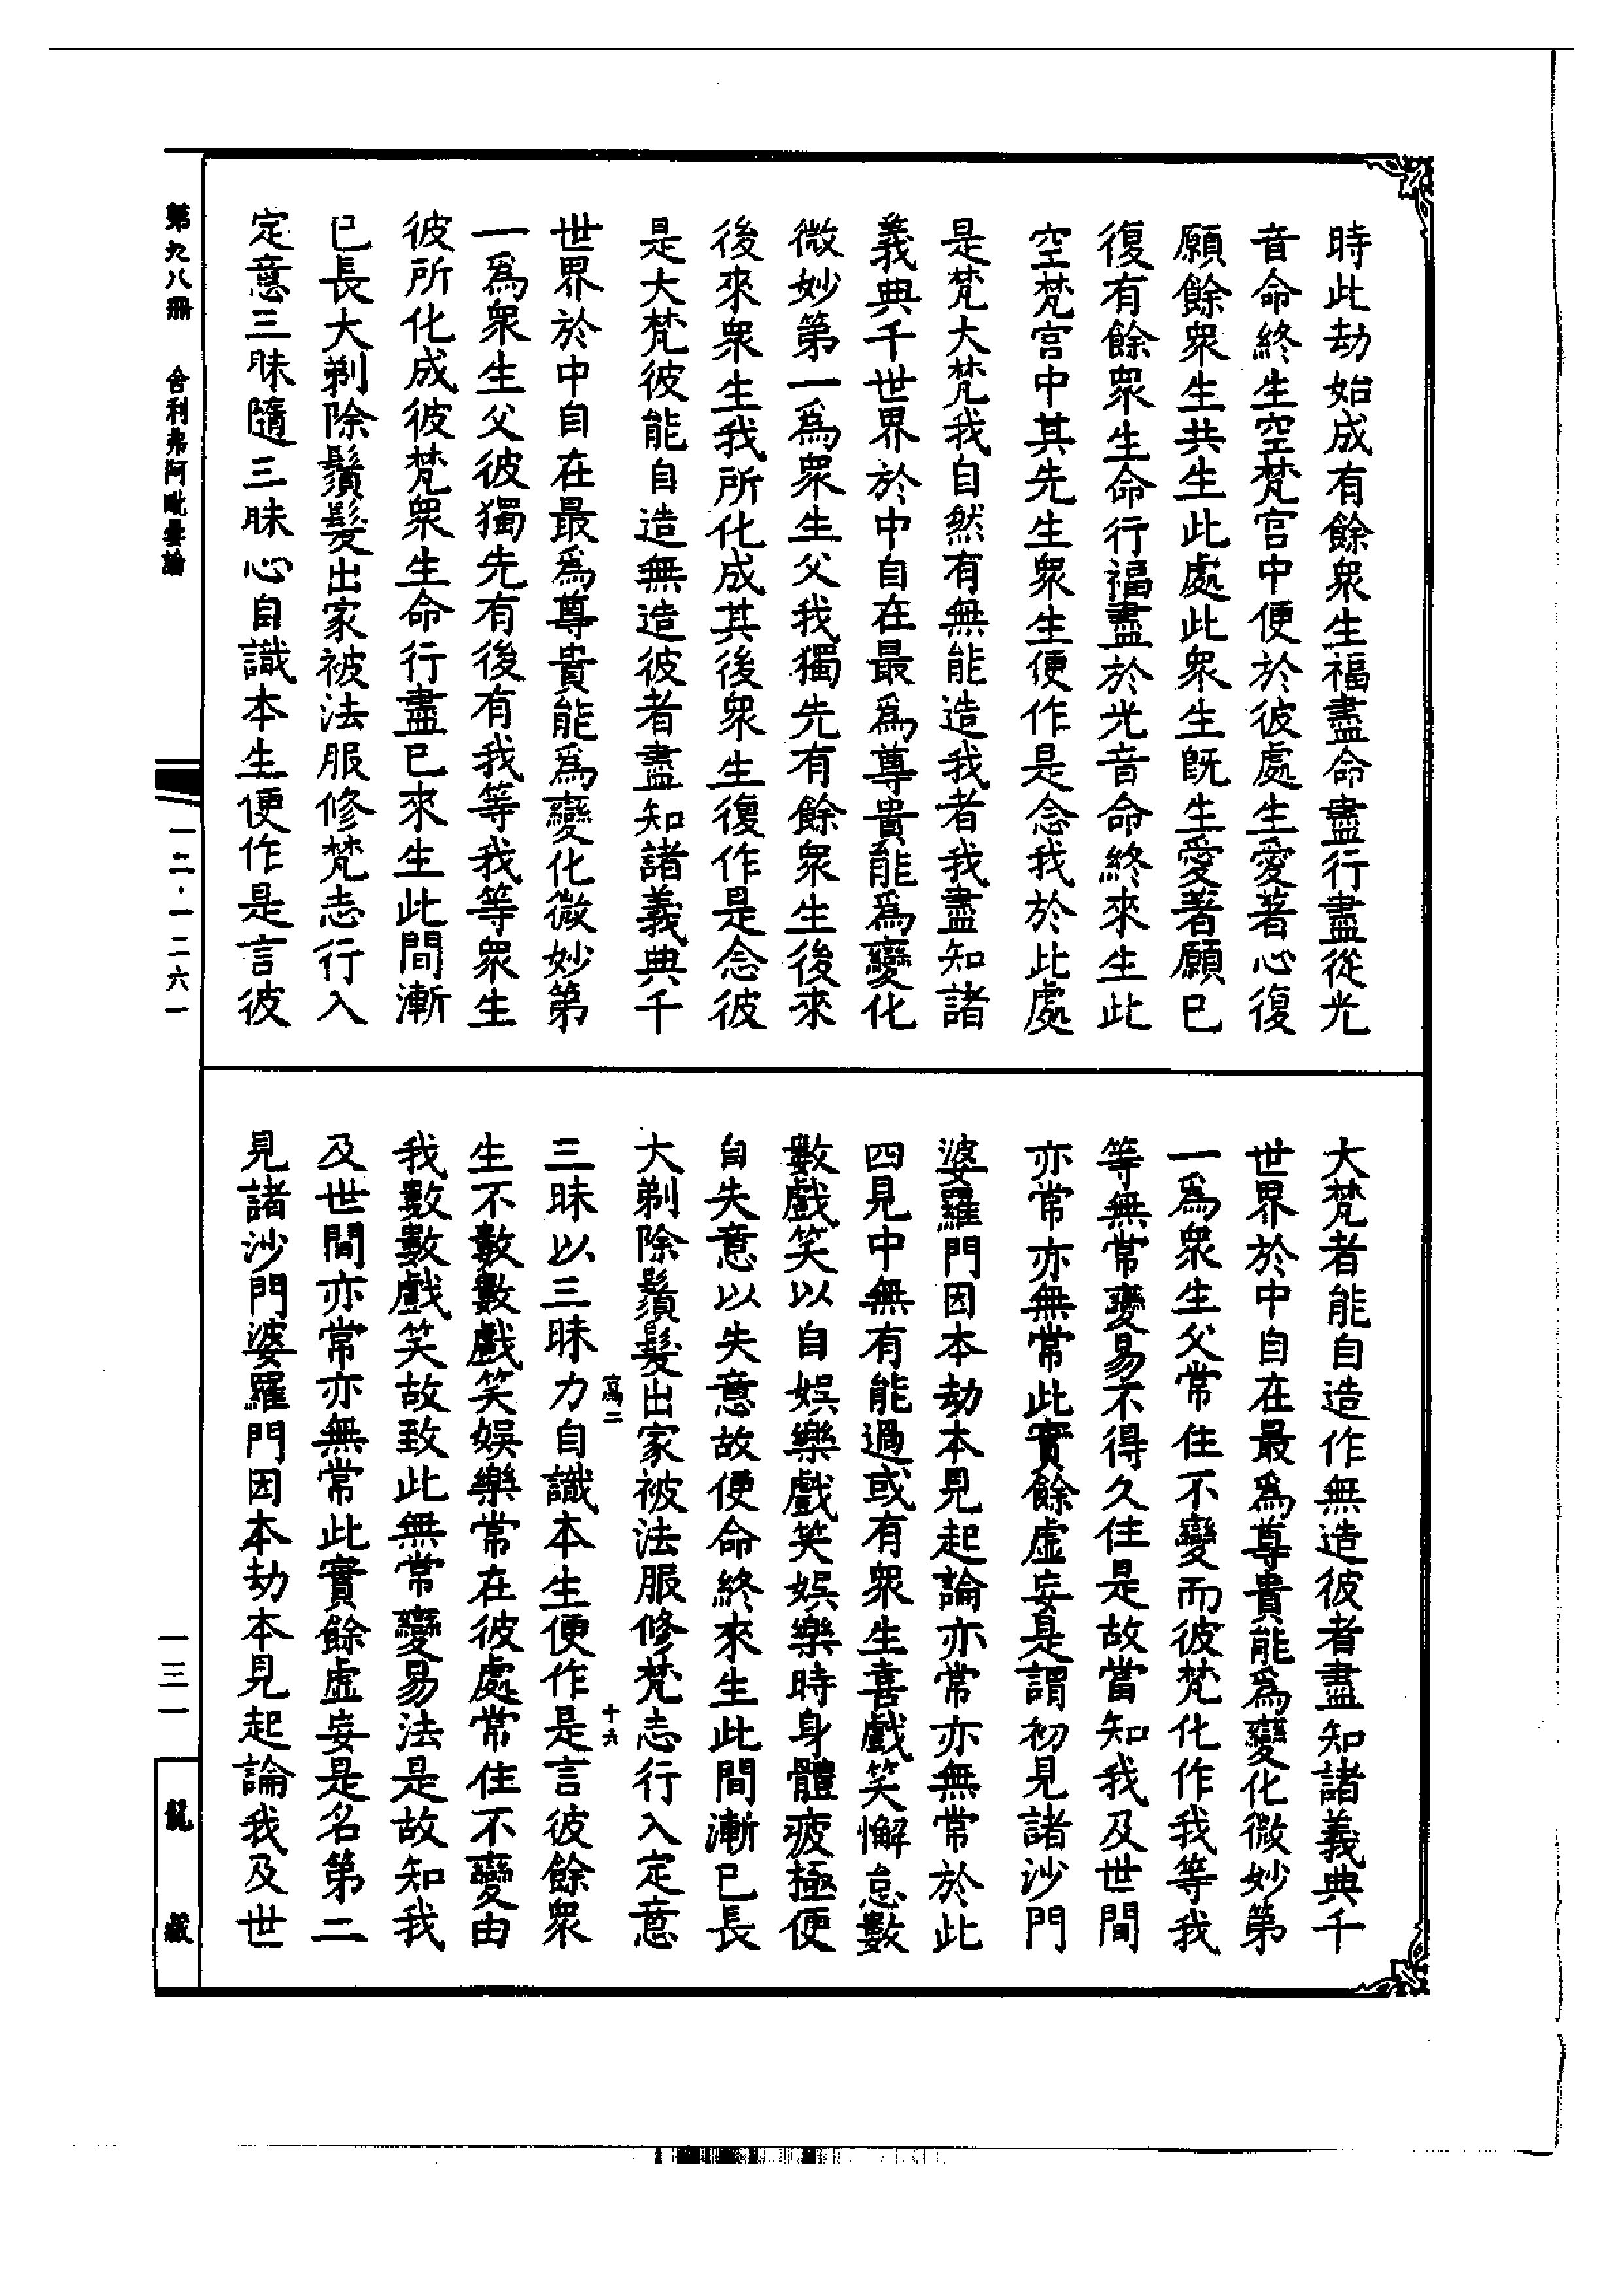 時此劫始成有餘衆生福盡命盡行盡從光
音命終生空梵宫中便於彼處生愛著心復
願餘衆生共生此處此衆生旣生愛著願已
復有餘衆生命行福盡於光音命終來生此
空梵宫中其先生衆生便作是念我於此處
是梵大梵我自然有無能造我者我盡知諸
義典千世界於中自在最爲尊貴能爲變化
微妙第一爲衆生父我獨先有餘衆生後來
後來衆生我所化成其後衆生復作是念彼
是大梵彼能自造無造彼者盡知諸義典千
世界於中自在最爲尊貴能爲變化微妙第
一爲衆生父彼獨先有後有我等我等衆生
彼所化成彼梵衆生命行盡已來生此間漸
已長大剃除鬚髮出家被法服修梵志行入
定意三昧隨三昧心自識本生便作是言彼
大梵者能自造作無造彼者盡知諸義典千
世界於中自在最爲尊貴能爲變化微妙第
一爲衆生父常住不變而彼梵化作我等我
等無常變易不得久住是故當知我及世間
亦常亦無常此實餘虛妄是謂初見諸沙門
婆羅門因本劫本見起論亦常亦無常於此
四見中無有能過或有衆生喜戲笑懈怠數
數戲笑以自娛樂戲笑娛樂時身體疲極便
自失意以失意故便命終來生此間漸已長
大剃除鬚髮出家被法服修梵志行入定意
寫二
十六
三昧以三昧力自識本生便作是言彼餘衆
生不數數戲笑娛樂常在彼處常住不變由
我數數戲笑故致此無常變易法是故知我
及世間亦常亦無常此實餘虛妄是名第二
見諸沙門婆羅門因本劫本見起論我及世
第九八冊 舍利弗阿毗曇論
一二·一二六一
一三一
龍藏